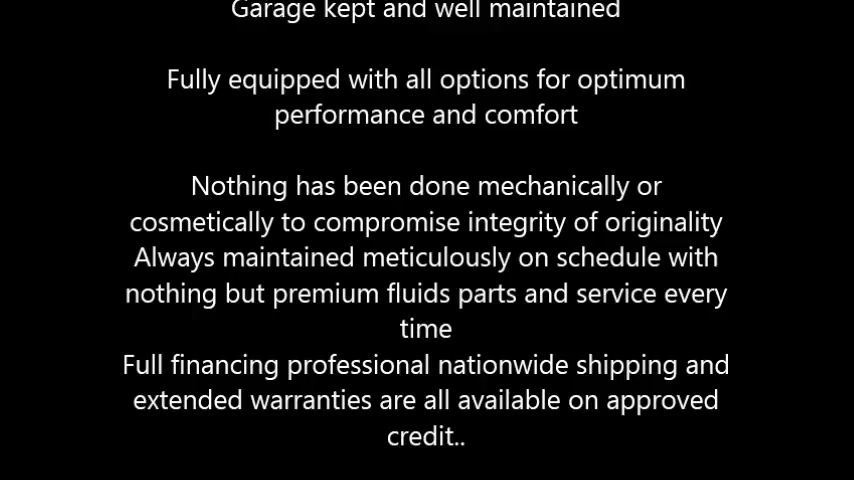 Garage kept and well maintained
Fully equipped with all options for optimum
performance and comfort
Nothing has been done mechanically or
cosmetically to compromise integrity of originality
Always maintained meticulously on schedule with
nothing but premium fluids parts and service every
time
Full financing professional nationwide shipping and
extended warranties are all available on approved
credit..